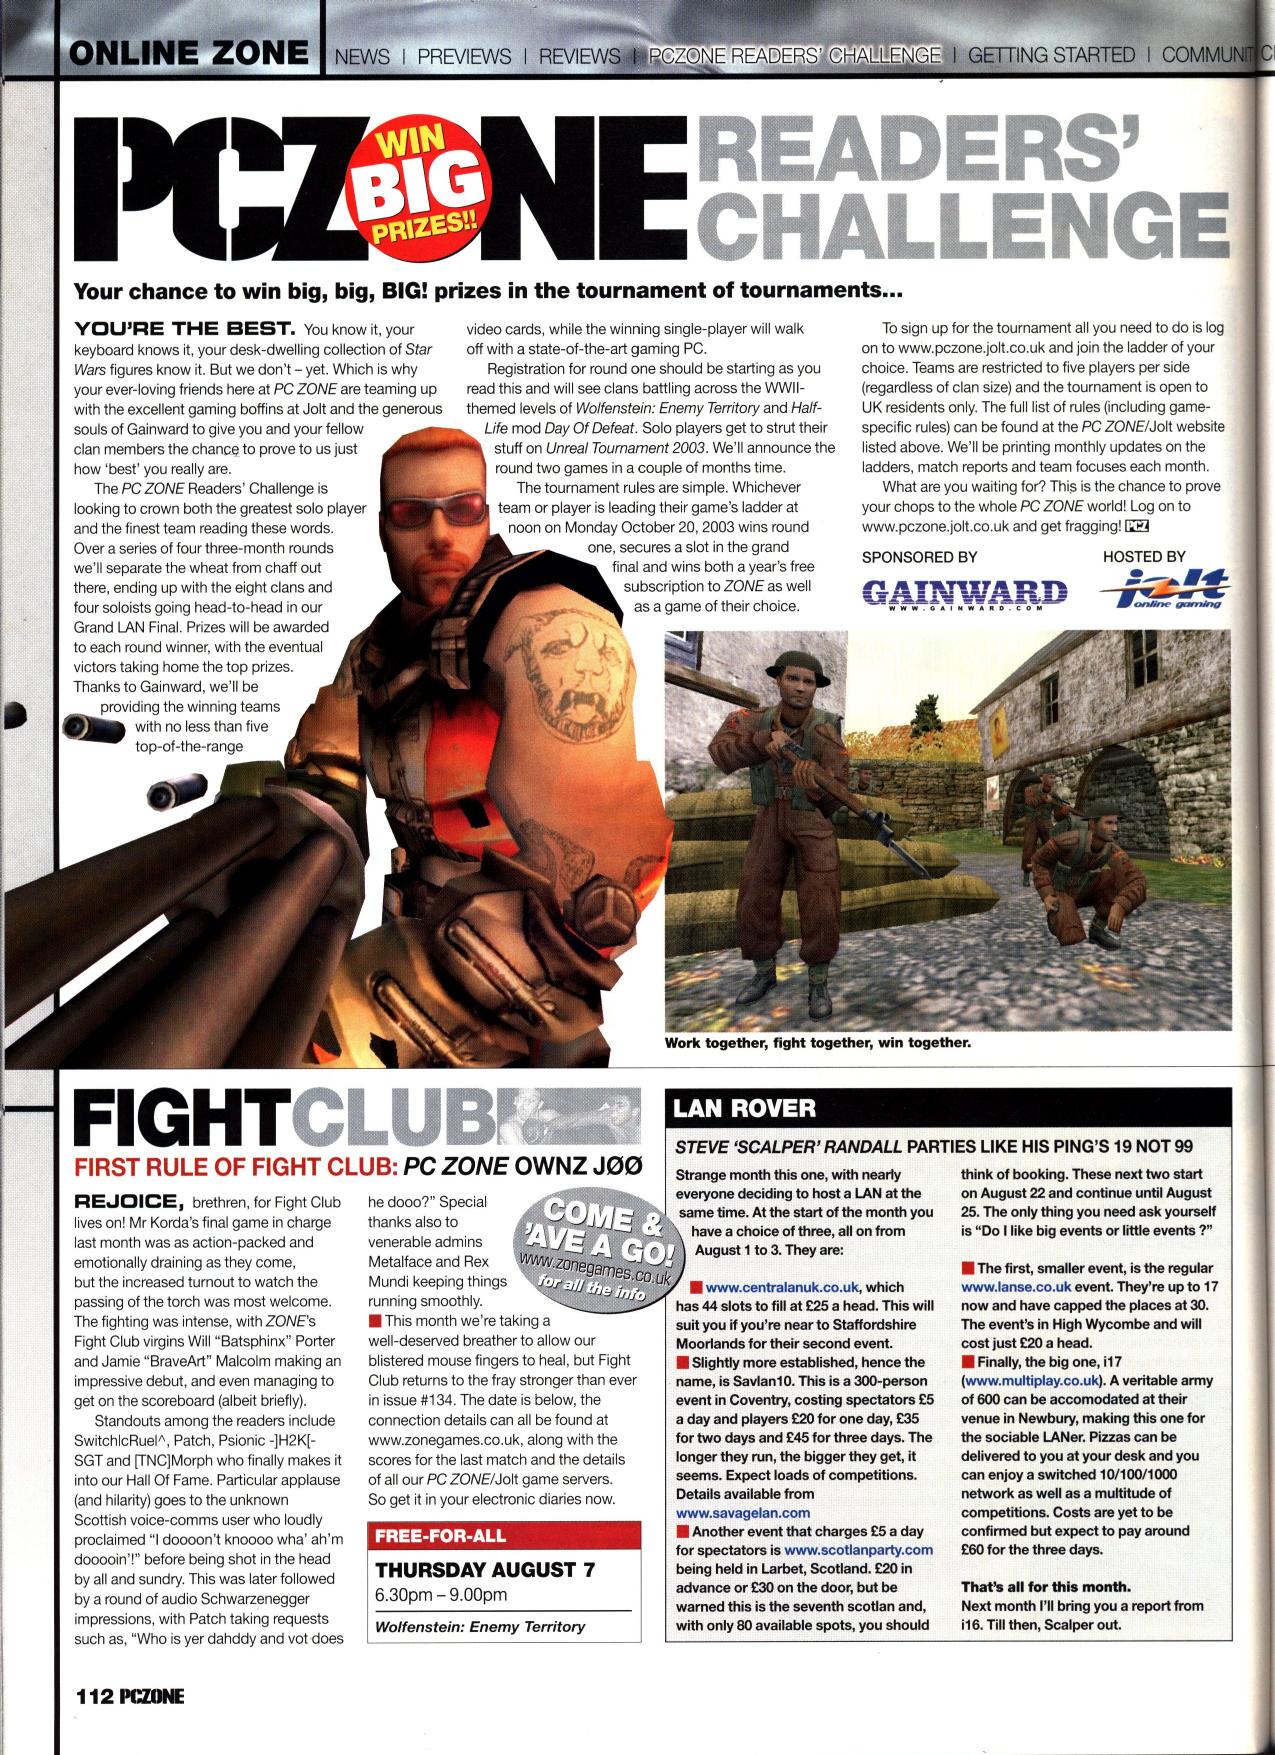 ONLINE ZONE
NEWS | PREVIEWS | REVIEWS | PCZONE READERS' CHALLENGE | GETTING STARTED | COMMUNI
PCZONE
WIN
BIG
PRIZES!!
READERS'
CHALLENGE
Your chance to win big, big, BIG! prizes in the tournament of tournaments...
YOU'RE THE BEST. You know it, your
keyboard knows it, your desk-dwelling collection of Star
Wars figures know it. But we don't – yet. Which is why
your ever-loving friends here at PC ZONE are teaming up
with the excellent gaming boffins at Jolt and the generous
souls of Gainward to give you and your fellow
clan members the chance to prove to us just
how 'best' you really are.
The PC ZONE Readers' Challenge is
looking to crown both the greatest solo player
and the finest team reading these words.
Over a series of four three-month rounds
we'll separate the wheat from chaff out
there, ending up with the eight clans and
four soloists going head-to-head in our
Grand LAN Final. Prizes will be awarded
to each round winner, with the eventual
victors taking home the top prizes.
Thanks to Gainward, we'll be
providing the winning teams
with no less than five
top-of-the-range
video cards, while the winning single-player will walk
off with a state-of-the-art gaming PC.
Registration for round one should be starting as you
read this and will see clans battling across the WWII-
themed levels of Wolfenstein: Enemy Territory and Half-
Life mod Day Of Defeat. Solo players get to strut their
stuff on Unreal Tournament 2003. We'll announce the
round two games in a couple of months time.
The tournament rules are simple. Whichever
team or player is leading their game's ladder at
noon on Monday October 20, 2003 wins round
one, secures a slot in the grand
final and wins both a year's free
subscription to ZONE as well
as a game of their choice.
To sign up for the tournament all you need to do is log
on to www.pczone.jolt.co.uk and join the ladder of your
choice. Teams are restricted to five players per side
(regardless of clan size) and the tournament is open to
UK residents only. The full list of rules (including game-
specific rules) can be found at the PC ZONE/Jolt website
listed above. We'll be printing monthly updates on the
ladders, match reports and team focuses each month.
What are you waiting for? This is the chance to prove
your chops to the whole PC ZONE world! Log on to
www.pczone.jolt.co.uk and get fragging! PCZ
SPONSORED BY
GAINWARD
WWW.GAINWARD.COM
HOSTED BY
jolt
online gaming
Work together, fight together, win together.
FIGHTCLUB
FIRST RULE OF FIGHT CLUB: PC ZONE OWNZ JØØ
REJOICE, brethren, for Fight Club
lives on! Mr Korda's final game in charge
last month was as action-packed and
emotionally draining as they come,
but the increased turnout to watch the
passing of the torch was most welcome.
The fighting was intense, with ZONE's
Fight Club virgins Will "Batsphinx" Porter
and Jamie "BraveArt" Malcolm making an
impressive debut, and even managing to
get on the scoreboard (albeit briefly).
Standouts among the readers include
Switch|cRuel^, Patch, Psionic -]H2K[-
SGT and [TNC]Morph who finally makes it
into our Hall Of Fame. Particular applause
(and hilarity) goes to the unknown
Scottish voice-comms user who loudly
proclaimed "I doooon't knoooo wha' ah'm
dooooin'!" before being shot in the head
by all and sundry. This was later followed
by a round of audio Schwarzenegger
impressions, with Patch taking requests
such as, "Who is yer dahddy and vot does
he dooo?" Special
thanks also to
venerable admins
Metalface and Rex
Mundi keeping things
running smoothly.
This month we're taking a
well-deserved breather to allow our
blistered mouse fingers to heal, but Fight
Club returns to the fray stronger than ever
in issue #134. The date is below, the
connection details can all be found at
www.zonegames.co.uk, along with the
scores for the last match and the details
of all our PC ZONE/Jolt game servers.
So get it in your electronic diaries now.
COME &
'AVE A GO!
www.zonegames.co.uk
for all the info
FREE-FOR-ALL
THURSDAY AUGUST 7
6.30pm – 9.00pm
Wolfenstein: Enemy Territory
LAN ROVER
STEVE 'SCALPER' RANDALL PARTIES LIKE HIS PING'S 19 NOT 99
Strange month this one, with nearly
everyone deciding to host a LAN at the
same time. At the start of the month you
have a choice of three, all on from
August 1 to 3. They are:
www.centralanuk.co.uk, which
has 44 slots to fill at £25 a head. This will
suit you if you're near to Staffordshire
Moorlands for their second event.
Slightly more established, hence the
name, is Savlan10. This is a 300-person
event in Coventry, costing spectators £5
a day and players £20 for one day, £35
for two days and £45 for three days. The
longer they run, the bigger they get, it
seems. Expect loads of competitions.
Details available from
www.savagelan.com
Another event that charges £5 a day
for spectators is www.scotlanparty.com
being held in Larbet, Scotland. £20 in
advance or £30 on the door, but be
warned this is the seventh scotlan and,
with only 80 available spots, you should
think of booking. These next two start
on August 22 and continue until August
25. The only thing you need ask yourself
is "Do I like big events or little events ?"
The first, smaller event, is the regular
www.lanse.co.uk event. They're up to 17
now and have capped the places at 30.
The event's in High Wycombe and will
cost just £20 a head.
Finally, the big one, i17
(www.multiplay.co.uk). A veritable army
of 600 can be accomodated at their
venue in Newbury, making this one for
the sociable LANer. Pizzas can be
delivered to you at your desk and you
can enjoy a switched 10/100/1000
network as well as a multitude of
competitions. Costs are yet to be
confirmed but expect to pay around
£60 for the three days.
That's all for this month.
Next month I'll bring you a report from
i16. Till then, Scalper out.
112 PCZONE